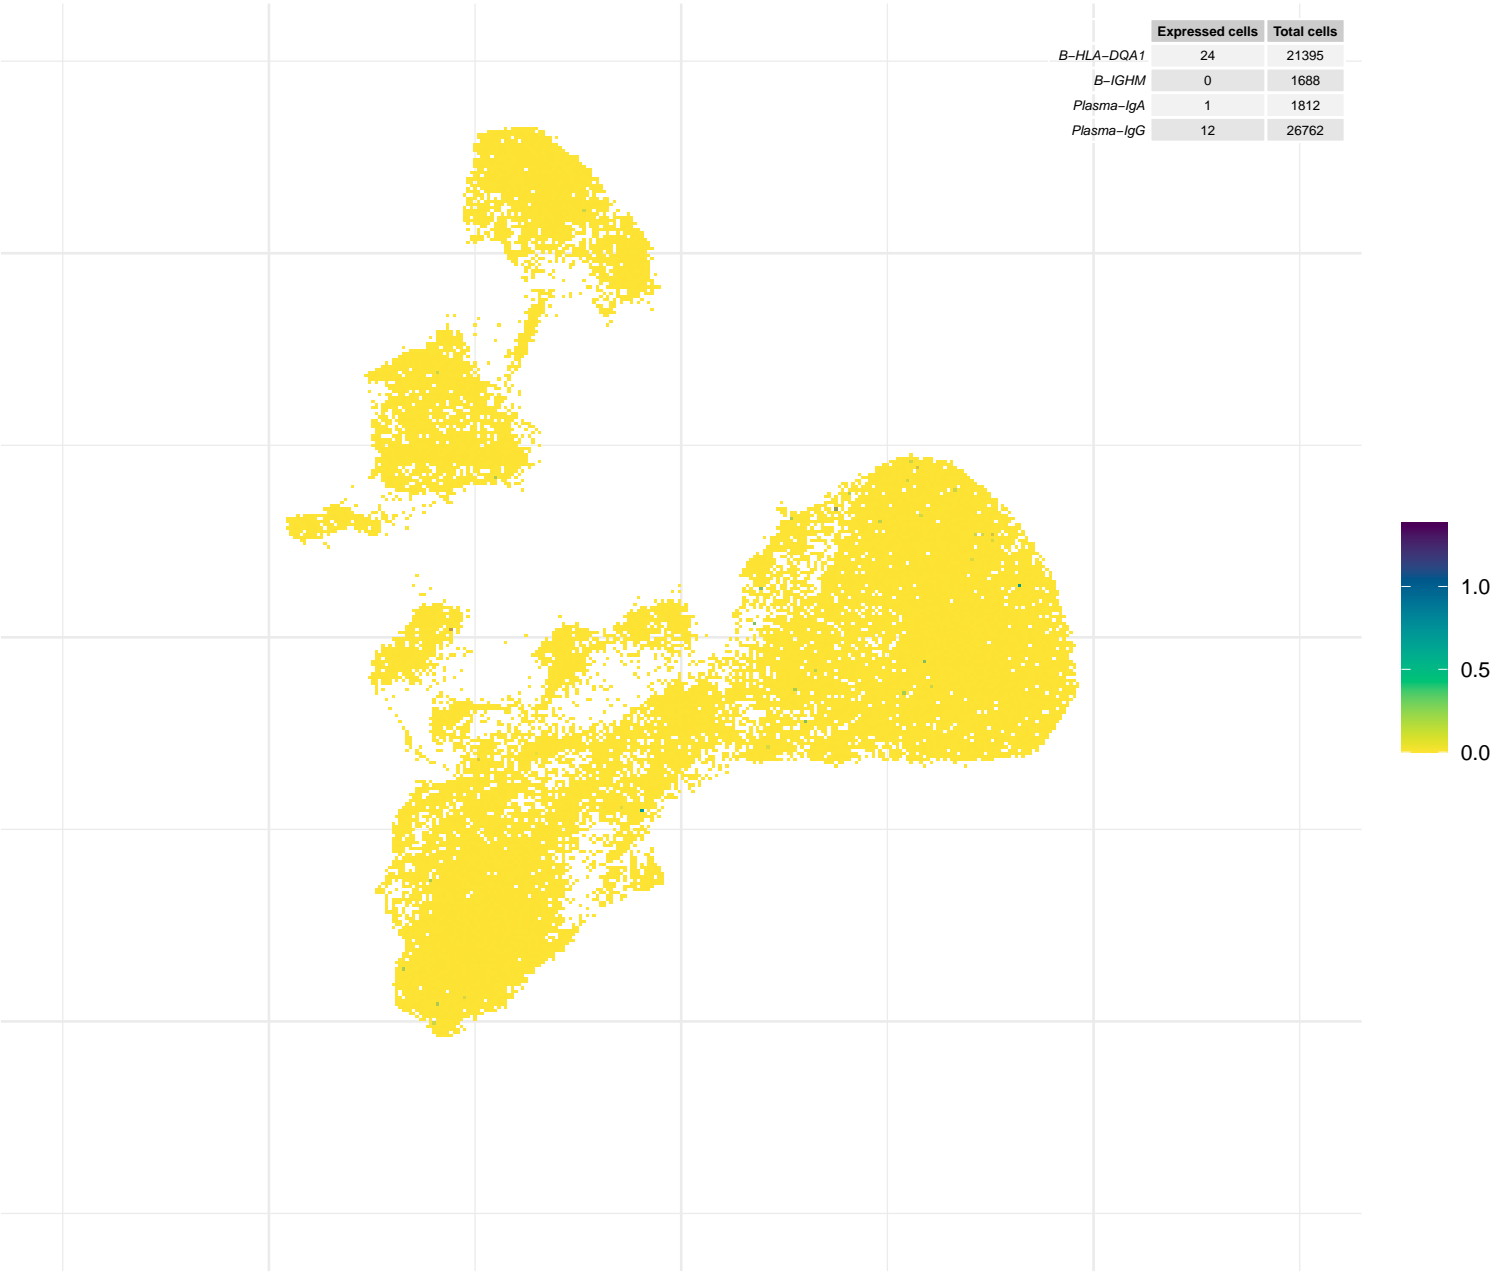 Expressed cells Total cells
B−HLA−DQA1 24 21395
B−IGHM 0 1688
Plasma−IgA 1 1812
Plasma−IgG 12 26762
1.0
0.5
0.0